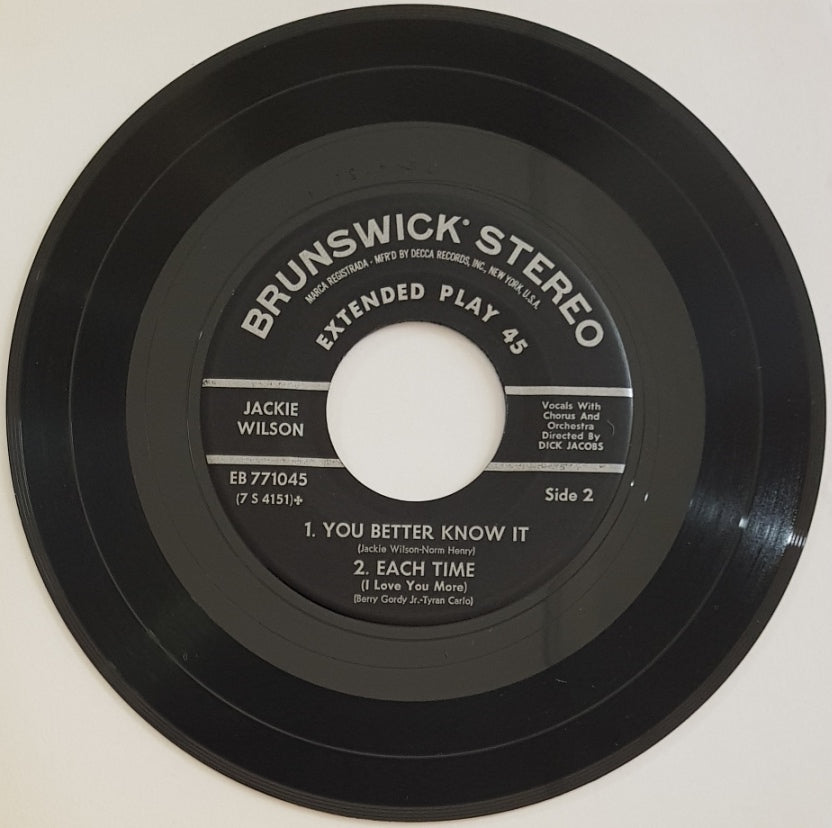 BRUNSWICK® STEREO
MARCA REGISTRADA - MFR'D BY DECCA RECORDS, INC., NEW YORK, U.S.A.
EXTENDED PLAY 45
JACKIE
WILSON
Vocals With
Chorus And
Orchestra
Directed By
DICK JACOBS
EB 771045
(7 S 4151)✤
Side 2
1. YOU BETTER KNOW IT
(Jackie Wilson-Norm Henry)
2. EACH TIME
(I Love You More)
(Berry Gordy Jr.-Tyran Carlo)